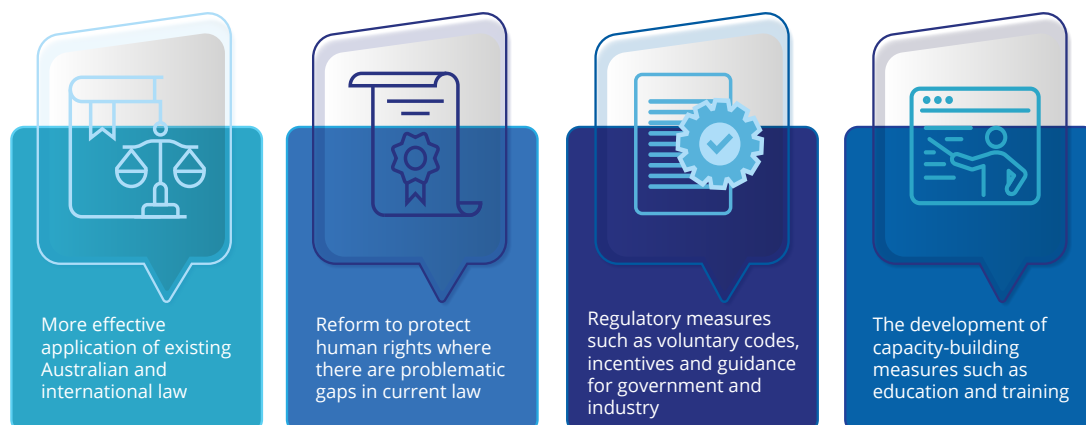 More effective
application of existing
Australian and
international law
Reform to protect
human rights where
there are problematic
gaps in current law
Regulatory measures
such as voluntary codes,
incentives and guidance
for government and
industry
The development of
capacity-building
measures such as
education and training